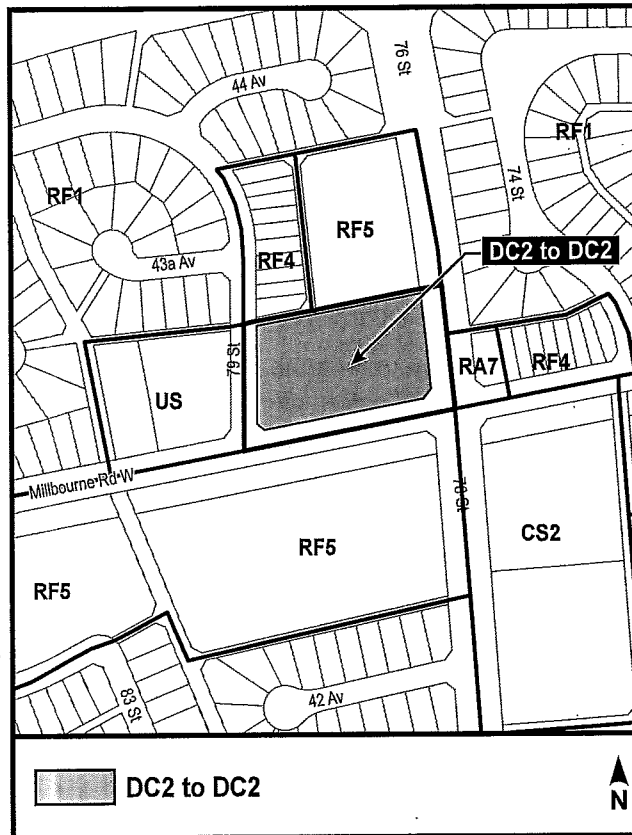 44 Av
76 St
RF1
74 St
RF1
RF5
RF4
DC2 to DC2
43a Av
79 St
US
RA7
RF4
Millbourne Rd W
76 St
CS2
RF5
RF5
83 St
42 Av
DC2 to DC2
N